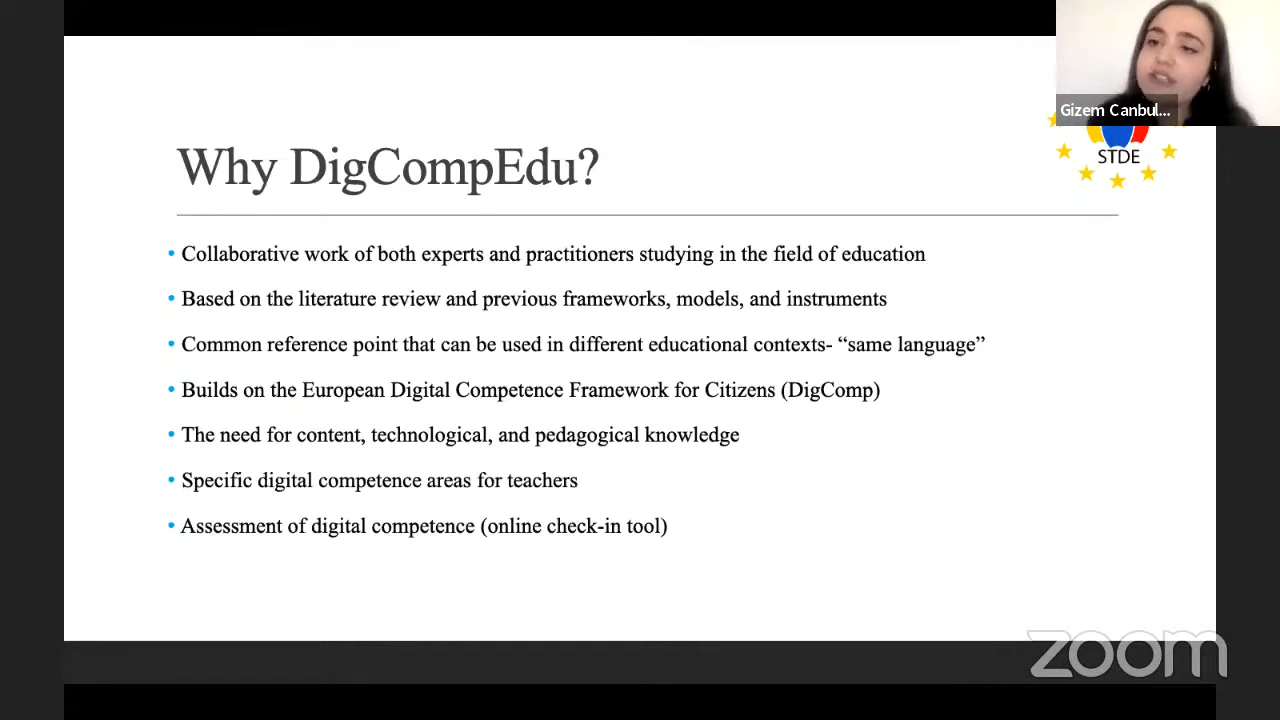 Gizem Canbul...
STDE
Why DigCompEdu?
• Collaborative work of both experts and practitioners studying in the field of education
• Based on the literature review and previous frameworks, models, and instruments
• Common reference point that can be used in different educational contexts- “same language”
• Builds on the European Digital Competence Framework for Citizens (DigComp)
• The need for content, technological, and pedagogical knowledge
• Specific digital competence areas for teachers
• Assessment of digital competence (online check-in tool)
zoom